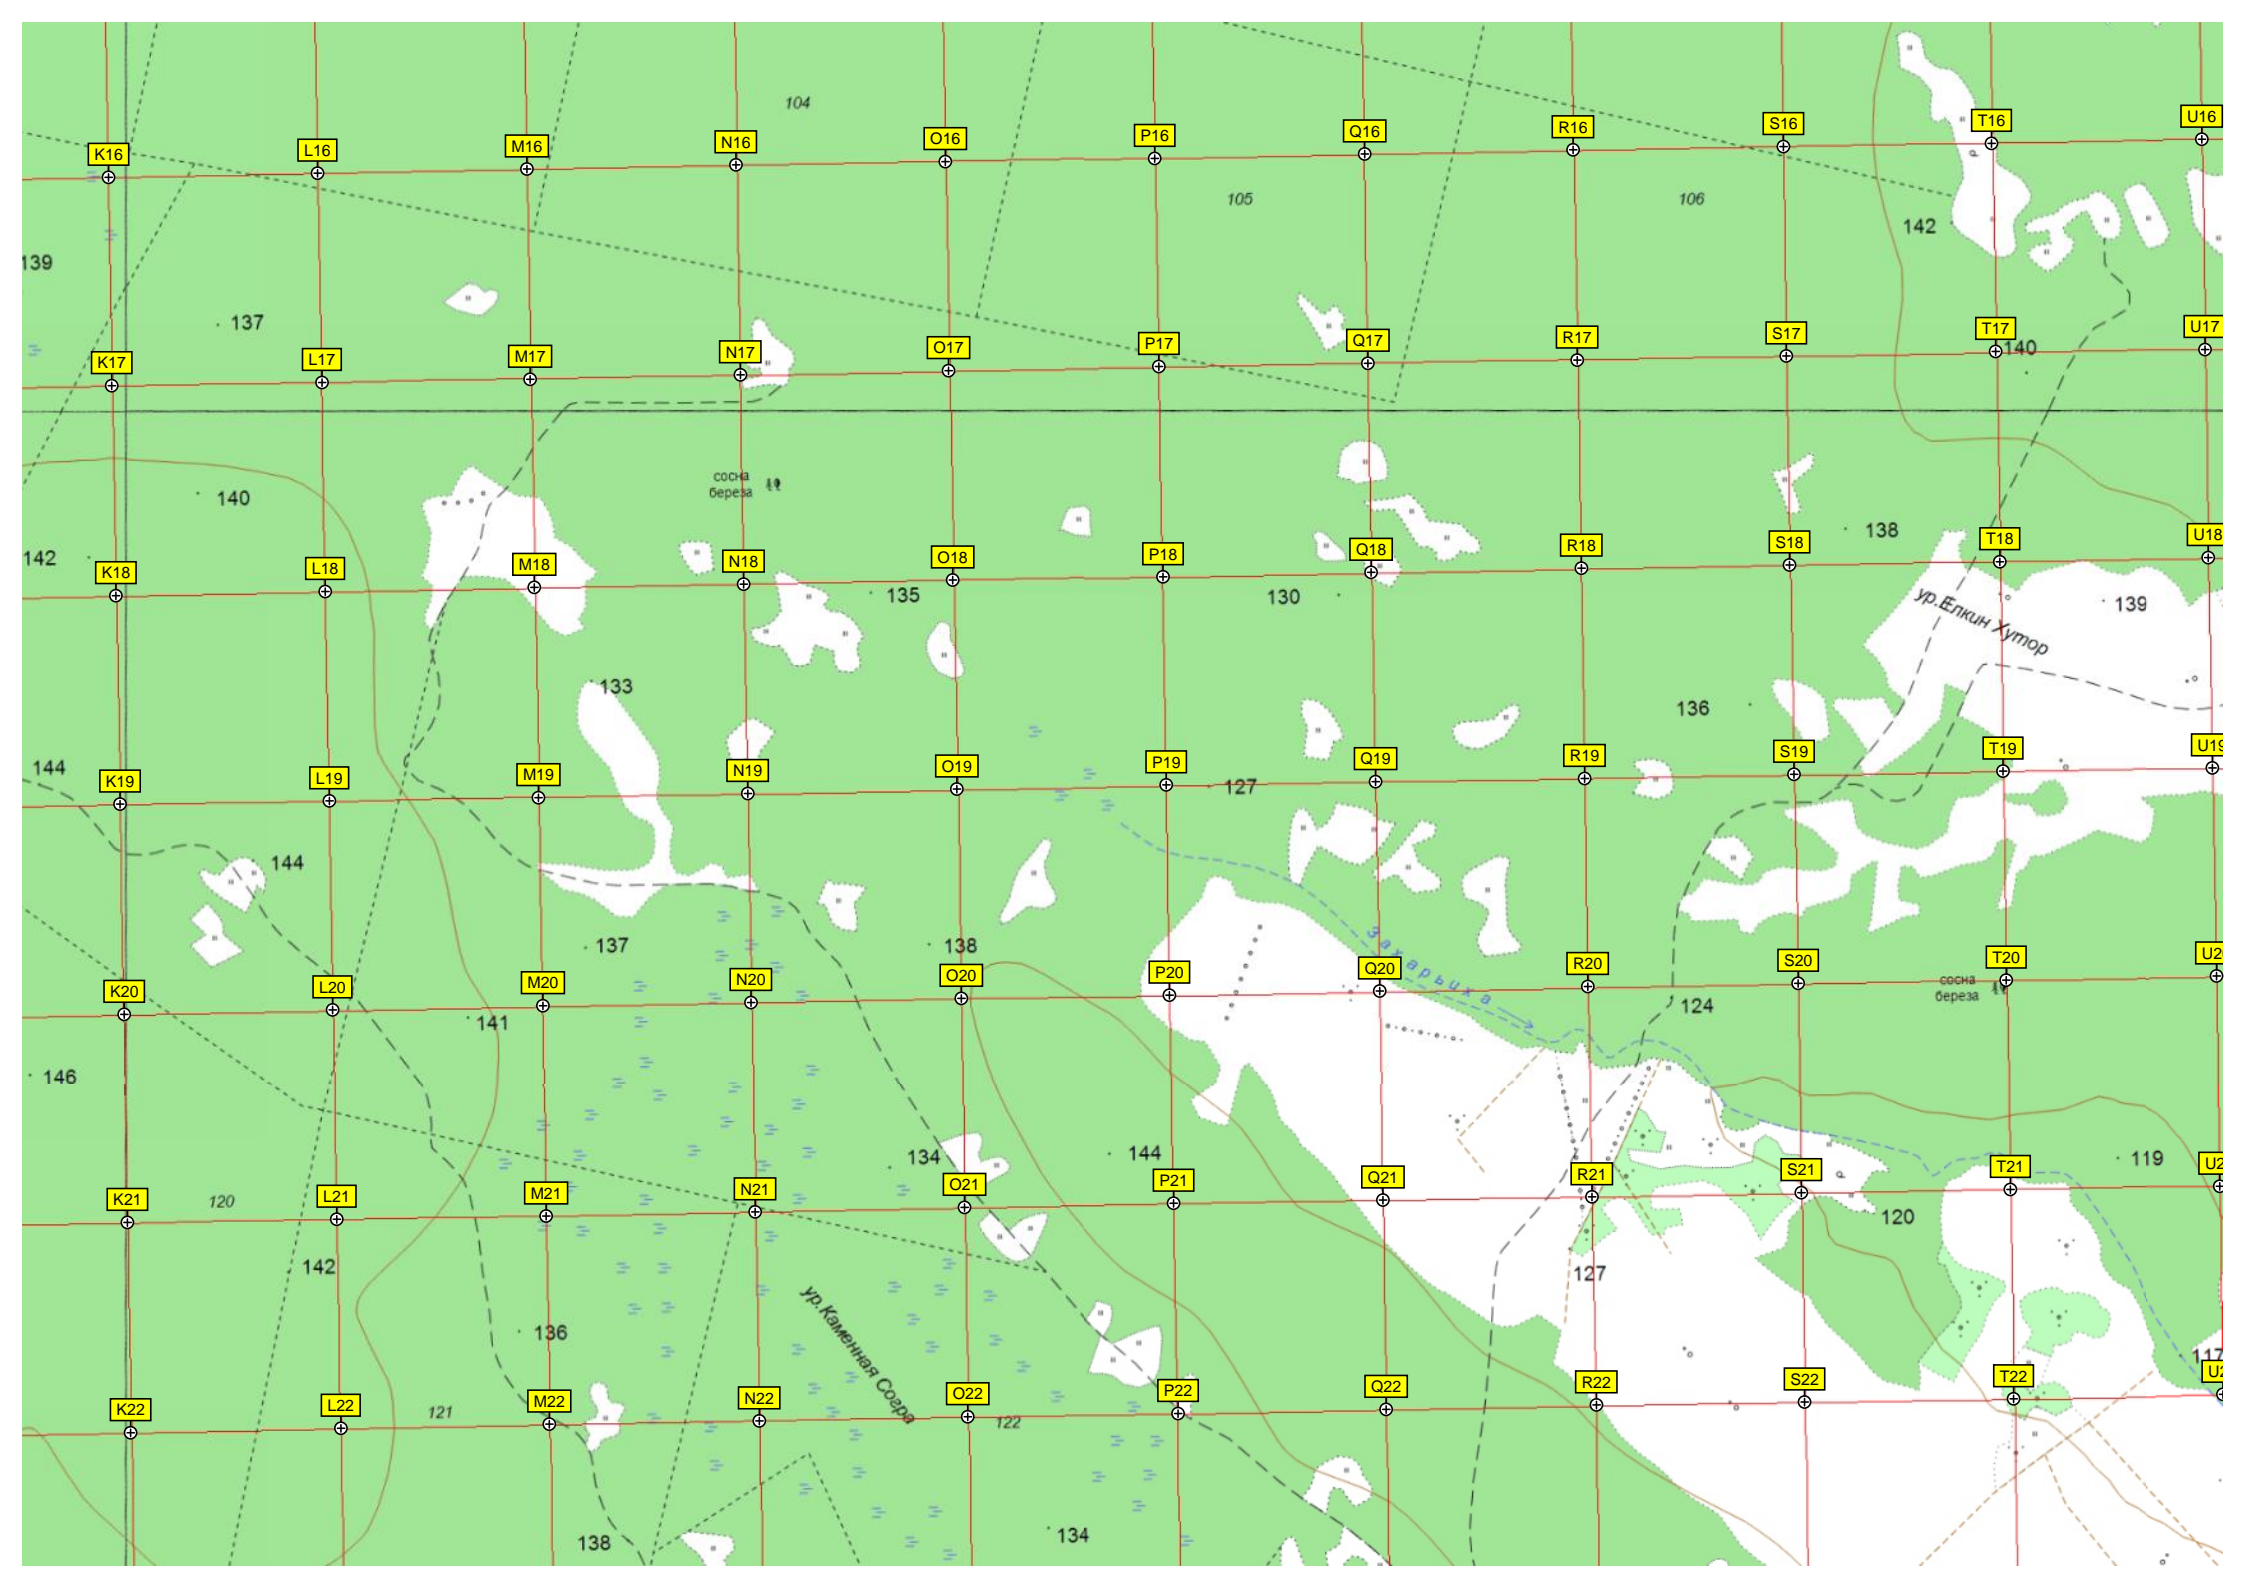 104
K16 L16 M16 N16 O16 P16 Q16 R16 S16 T16 U16
105 106
142
139
137
K17 L17 M17 N17 O17 P17 Q17 R17 S17 T17 U17
140
сосна
береза
140
138
142
K18 L18 M18 N18 O18 P18 Q18 R18 S18 T18 U18
135 130 139
ур.Ёлкин Хутор
133
136
144
K19 L19 M19 N19 O19 P19 Q19 R19 S19 T19 U19
127
144
137 138
Захарьиха
K20 L20 M20 N20 O20 P20 Q20 R20 S20 T20 U2
сосна
береза
141 124
146
134 144 119
K21 L21 M21 N21 O21 P21 Q21 R21 S21 T21 U2
120 120
142 127
ур.Каменная Согра
136 117
K22 L22 M22 N22 O22 P22 Q22 R22 S22 T22 U2
121 122
138 134